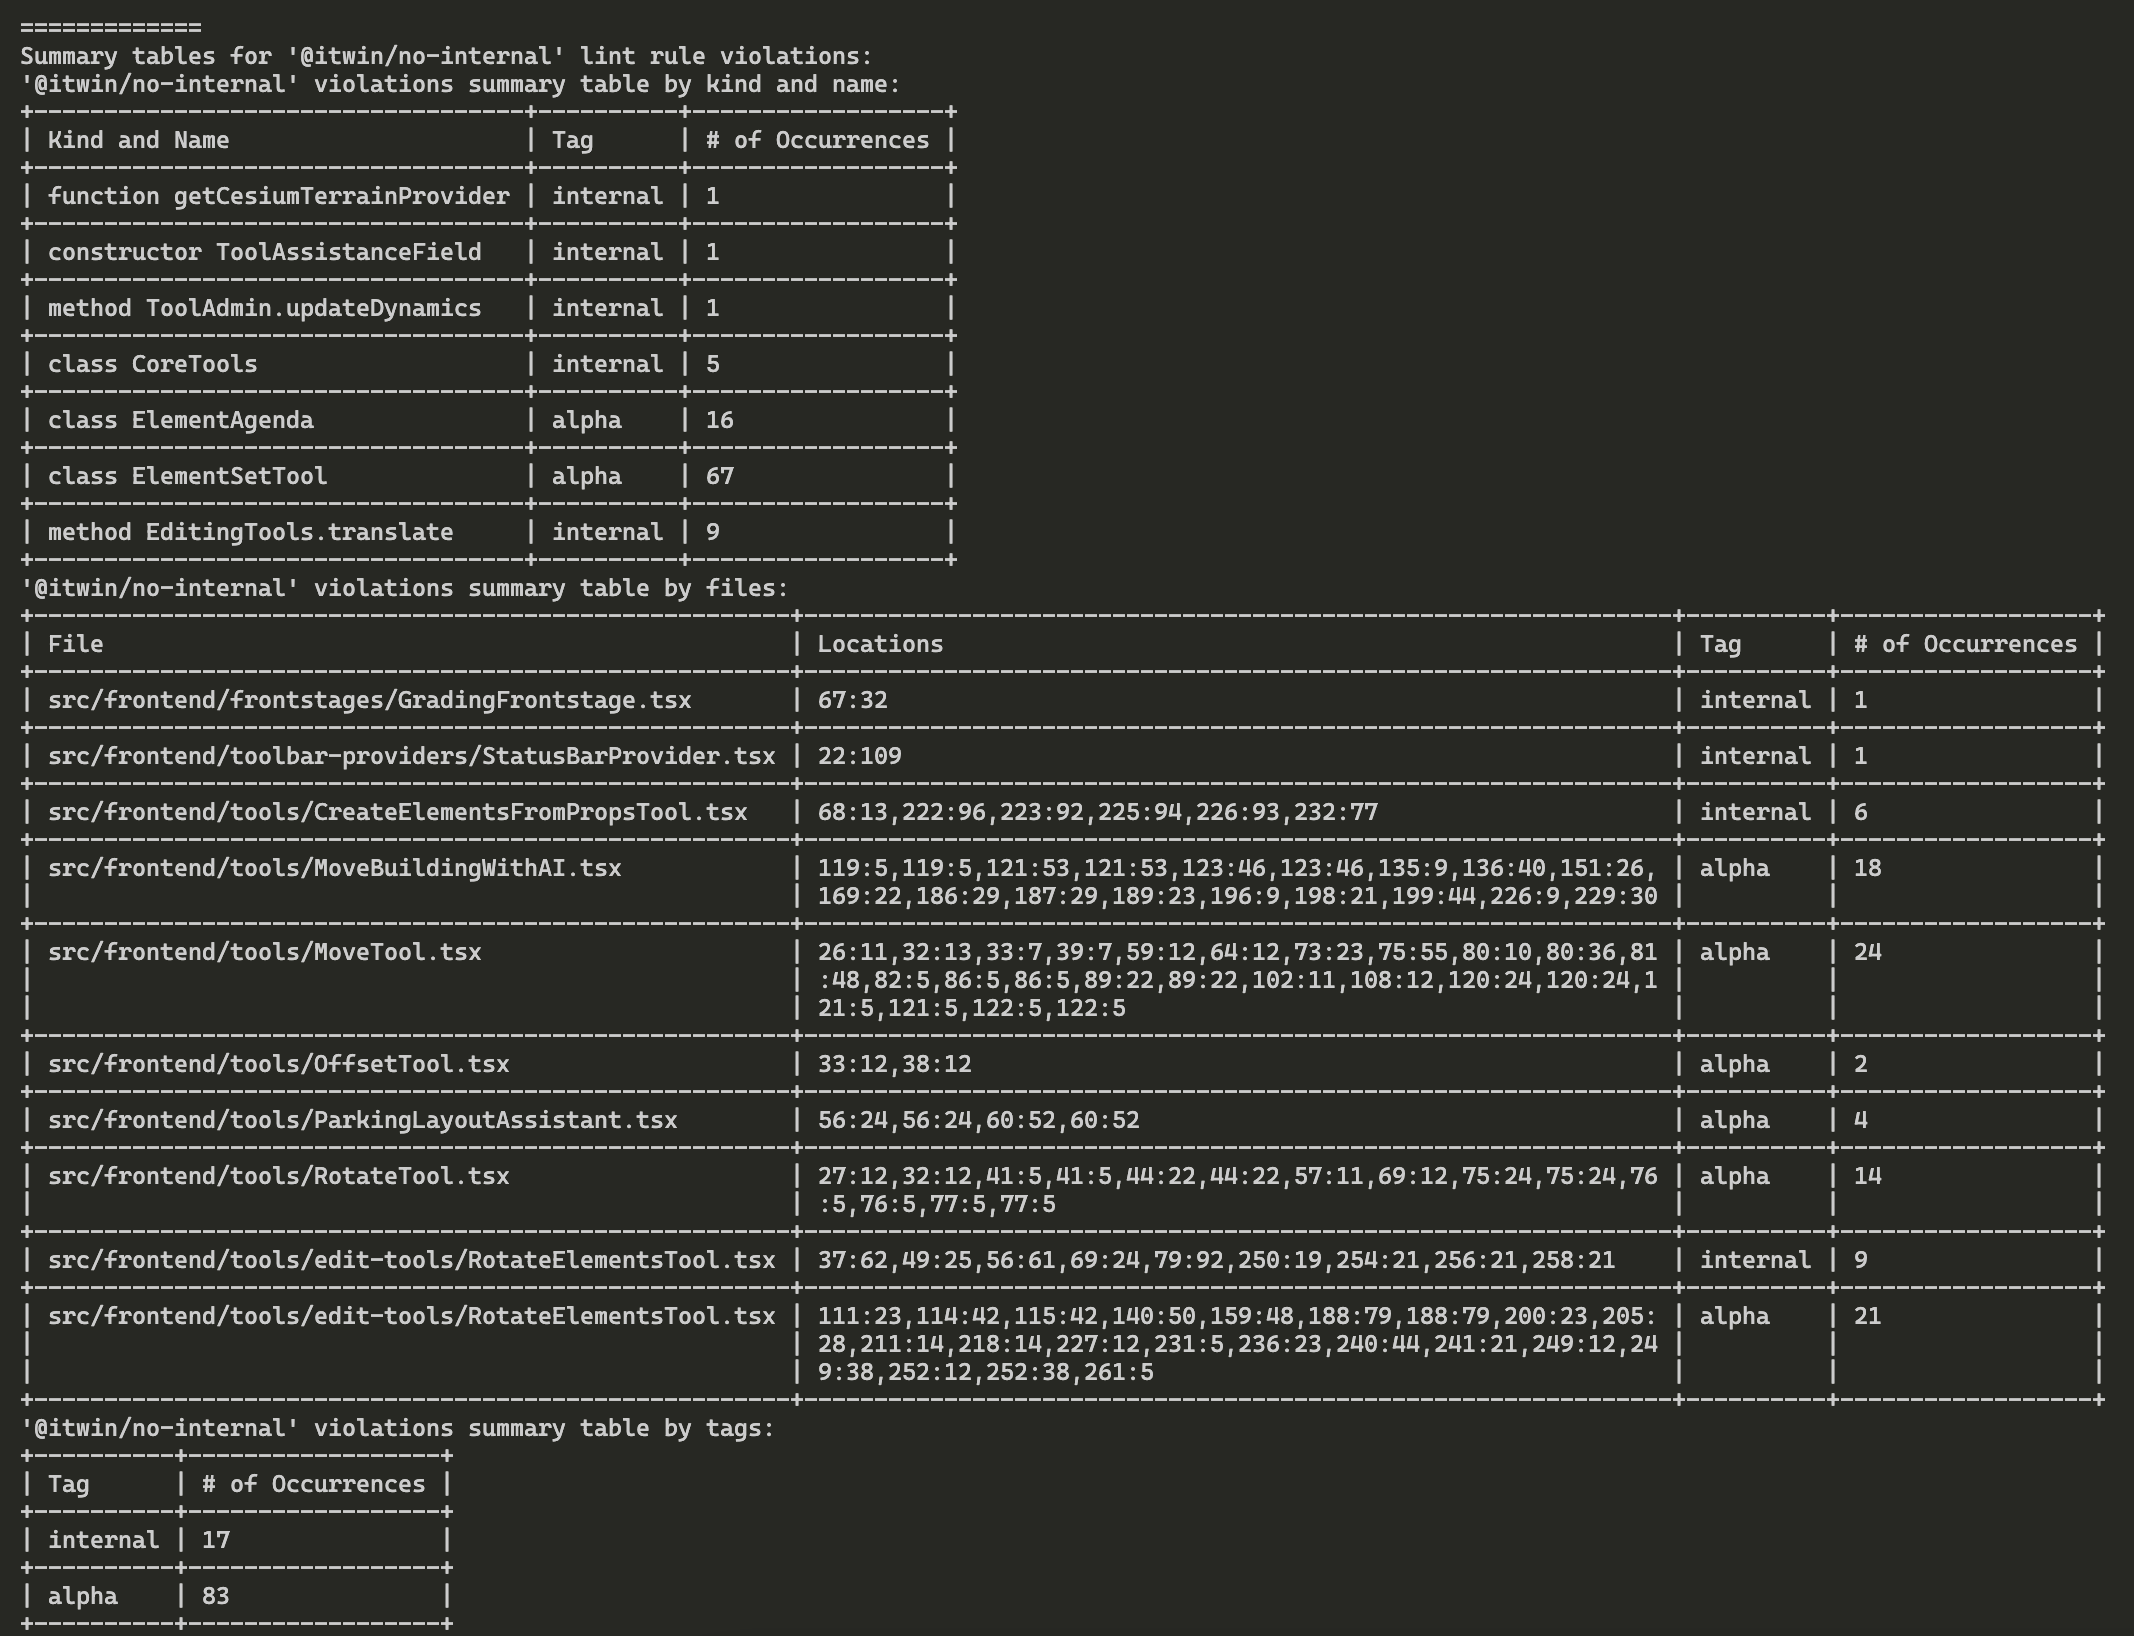 =============
Summary tables for '@itwin/no-internal' lint rule violations:
'@itwin/no-internal' violations summary table by kind and name:
+-----------------------------------+----------+------------------+
| Kind and Name                     | Tag      | # of Occurrences |
+-----------------------------------+----------+------------------+
| function getCesiumTerrainProvider | internal | 1                |
+-----------------------------------+----------+------------------+
| constructor ToolAssistanceField   | internal | 1                |
+-----------------------------------+----------+------------------+
| method ToolAdmin.updateDynamics   | internal | 1                |
+-----------------------------------+----------+------------------+
| class CoreTools                   | internal | 5                |
+-----------------------------------+----------+------------------+
| class ElementAgenda               | alpha    | 16               |
+-----------------------------------+----------+------------------+
| class ElementSetTool              | alpha    | 67               |
+-----------------------------------+----------+------------------+
| method EditingTools.translate     | internal | 9                |
+-----------------------------------+----------+------------------+
'@itwin/no-internal' violations summary table by files:
+------------------------------------------------------+--------------------------------------------------------------+----------+------------------+
| File                                                 | Locations                                                    | Tag      | # of Occurrences |
+------------------------------------------------------+--------------------------------------------------------------+----------+------------------+
| src/frontend/frontstages/GradingFrontstage.tsx       | 67:32                                                        | internal | 1                |
+------------------------------------------------------+--------------------------------------------------------------+----------+------------------+
| src/frontend/toolbar-providers/StatusBarProvider.tsx | 22:109                                                       | internal | 1                |
+------------------------------------------------------+--------------------------------------------------------------+----------+------------------+
| src/frontend/tools/CreateElementsFromPropsTool.tsx   | 68:13,222:96,223:92,225:94,226:93,232:77                     | internal | 6                |
+------------------------------------------------------+--------------------------------------------------------------+----------+------------------+
| src/frontend/tools/MoveBuildingWithAI.tsx            | 119:5,119:5,121:53,121:53,123:46,123:46,135:9,136:40,151:26, | alpha    | 18               |
|                                                      | 169:22,186:29,187:29,189:23,196:9,198:21,199:44,226:9,229:30 |          |                  |
+------------------------------------------------------+--------------------------------------------------------------+----------+------------------+
| src/frontend/tools/MoveTool.tsx                      | 26:11,32:13,33:7,39:7,59:12,64:12,73:23,75:55,80:10,80:36,81 | alpha    | 24               |
|                                                      | :48,82:5,86:5,86:5,89:22,89:22,102:11,108:12,120:24,120:24,1 |          |                  |
|                                                      | 21:5,121:5,122:5,122:5                                       |          |                  |
+------------------------------------------------------+--------------------------------------------------------------+----------+------------------+
| src/frontend/tools/OffsetTool.tsx                    | 33:12,38:12                                                  | alpha    | 2                |
+------------------------------------------------------+--------------------------------------------------------------+----------+------------------+
| src/frontend/tools/ParkingLayoutAssistant.tsx        | 56:24,56:24,60:52,60:52                                      | alpha    | 4                |
+------------------------------------------------------+--------------------------------------------------------------+----------+------------------+
| src/frontend/tools/RotateTool.tsx                    | 27:12,32:12,41:5,41:5,44:22,44:22,57:11,69:12,75:24,75:24,76 | alpha    | 14               |
|                                                      | :5,76:5,77:5,77:5                                            |          |                  |
+------------------------------------------------------+--------------------------------------------------------------+----------+------------------+
| src/frontend/tools/edit-tools/RotateElementsTool.tsx | 37:62,49:25,56:61,69:24,79:92,250:19,254:21,256:21,258:21    | internal | 9                |
+------------------------------------------------------+--------------------------------------------------------------+----------+------------------+
| src/frontend/tools/edit-tools/RotateElementsTool.tsx | 111:23,114:42,115:42,140:50,159:48,188:79,188:79,200:23,205: | alpha    | 21               |
|                                                      | 28,211:14,218:14,227:12,231:5,236:23,240:44,241:21,249:12,24 |          |                  |
|                                                      | 9:38,252:12,252:38,261:5                                     |          |                  |
+------------------------------------------------------+--------------------------------------------------------------+----------+------------------+
'@itwin/no-internal' violations summary table by tags:
+----------+------------------+
| Tag      | # of Occurrences |
+----------+------------------+
| internal | 17               |
+----------+------------------+
| alpha    | 83               |
+----------+------------------+